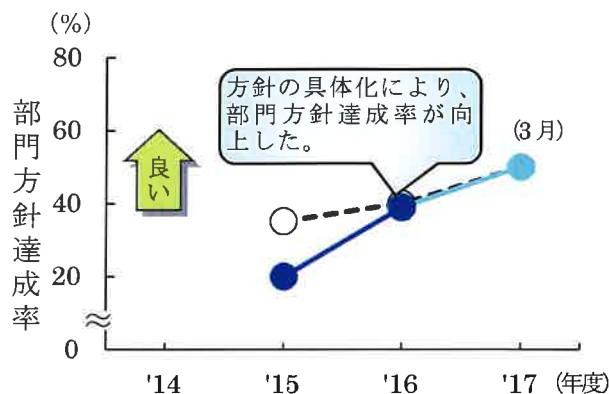 (%)
80
60
40
20
0
部門方針達成率
良い
方針の具体化により、
部門方針達成率が向
上した。
(3月)
'14
'15
'16
'17
(年度)